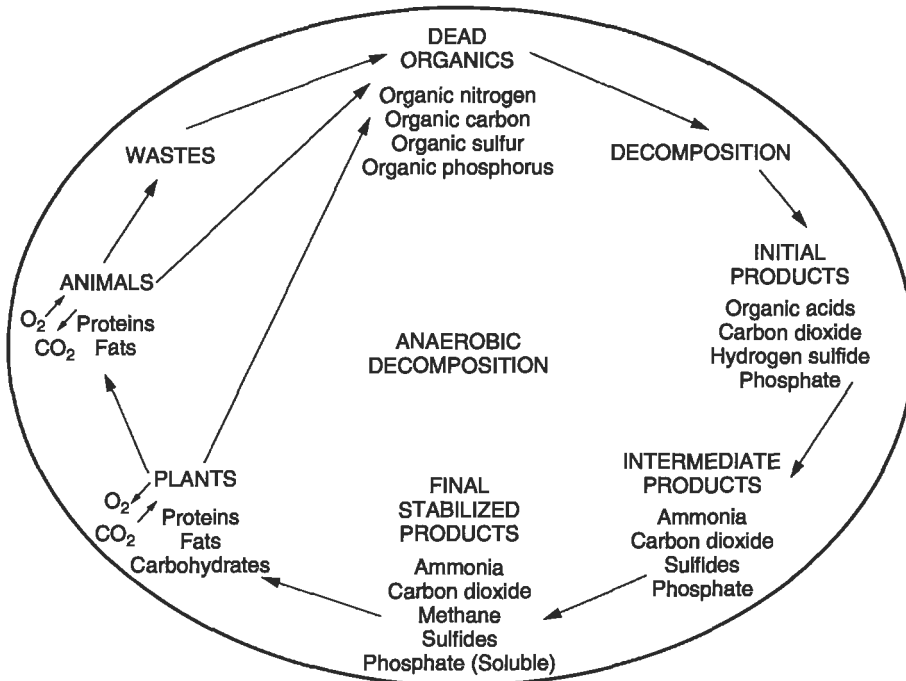 DEAD
ORGANICS
Organic nitrogen
Organic carbon
Organic sulfur
Organic phosphorus
WASTES
DECOMPOSITION
ANIMALS
O₂
CO₂
Proteins
Fats
INITIAL
PRODUCTS
Organic acids
Carbon dioxide
Hydrogen sulfide
Phosphate
ANAEROBIC
DECOMPOSITION
PLANTS
O₂
CO₂
Proteins
Fats
Carbohydrates
FINAL
STABILIZED
PRODUCTS
Ammonia
Carbon dioxide
Methane
Sulfides
Phosphate (Soluble)
INTERMEDIATE
PRODUCTS
Ammonia
Carbon dioxide
Sulfides
Phosphate